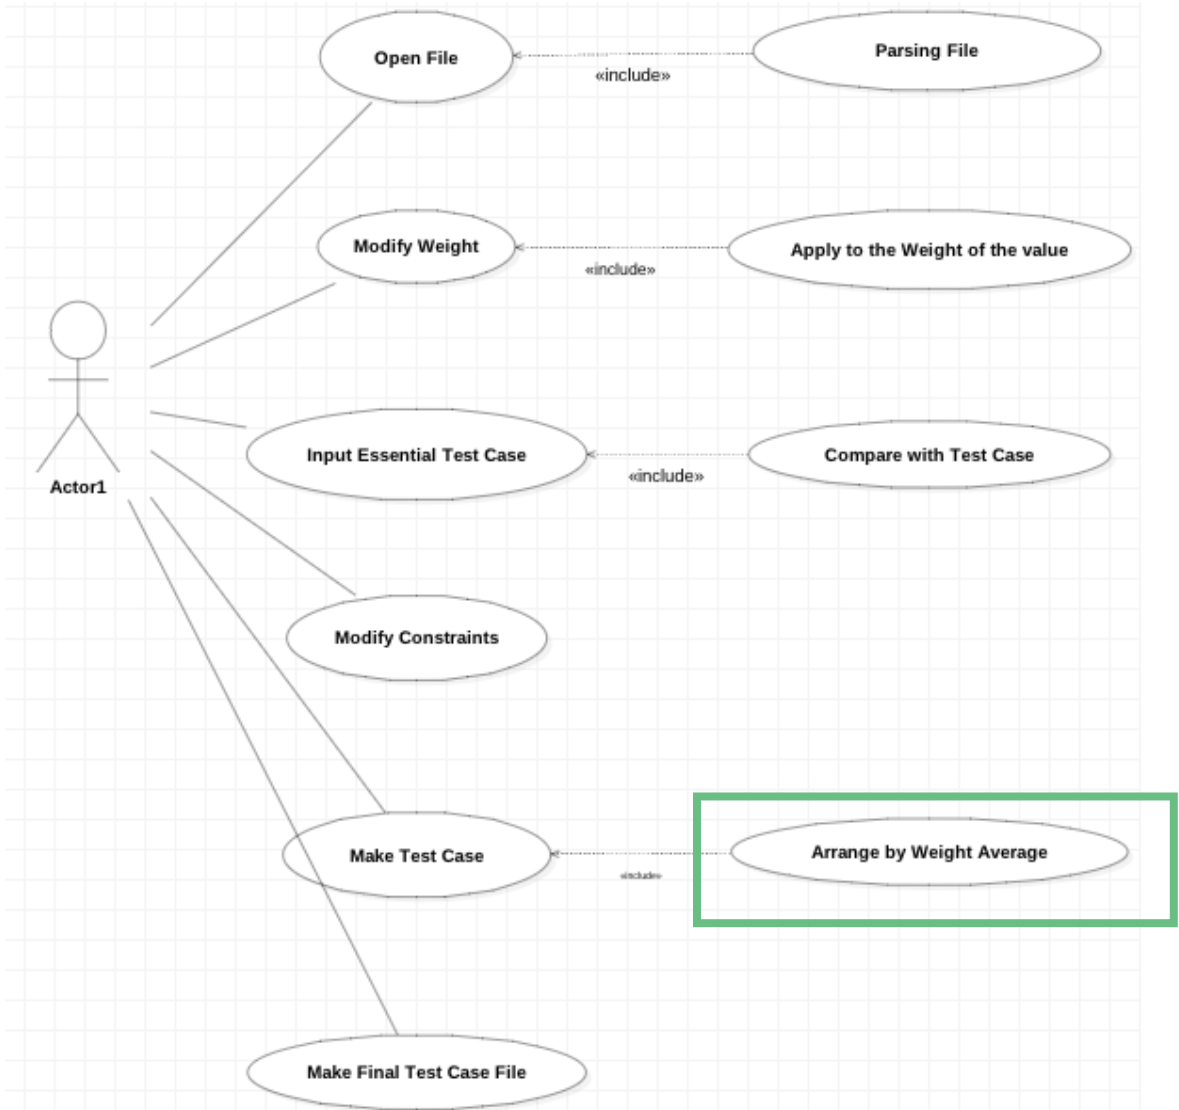 Open File
«include»
Parsing File
Modify Weight
«include»
Apply to the Weight of the value
Actor1
Input Essential Test Case
«include»
Compare with Test Case
Modify Constraints
Make Test Case
«include»
Arrange by Weight Average
Make Final Test Case File